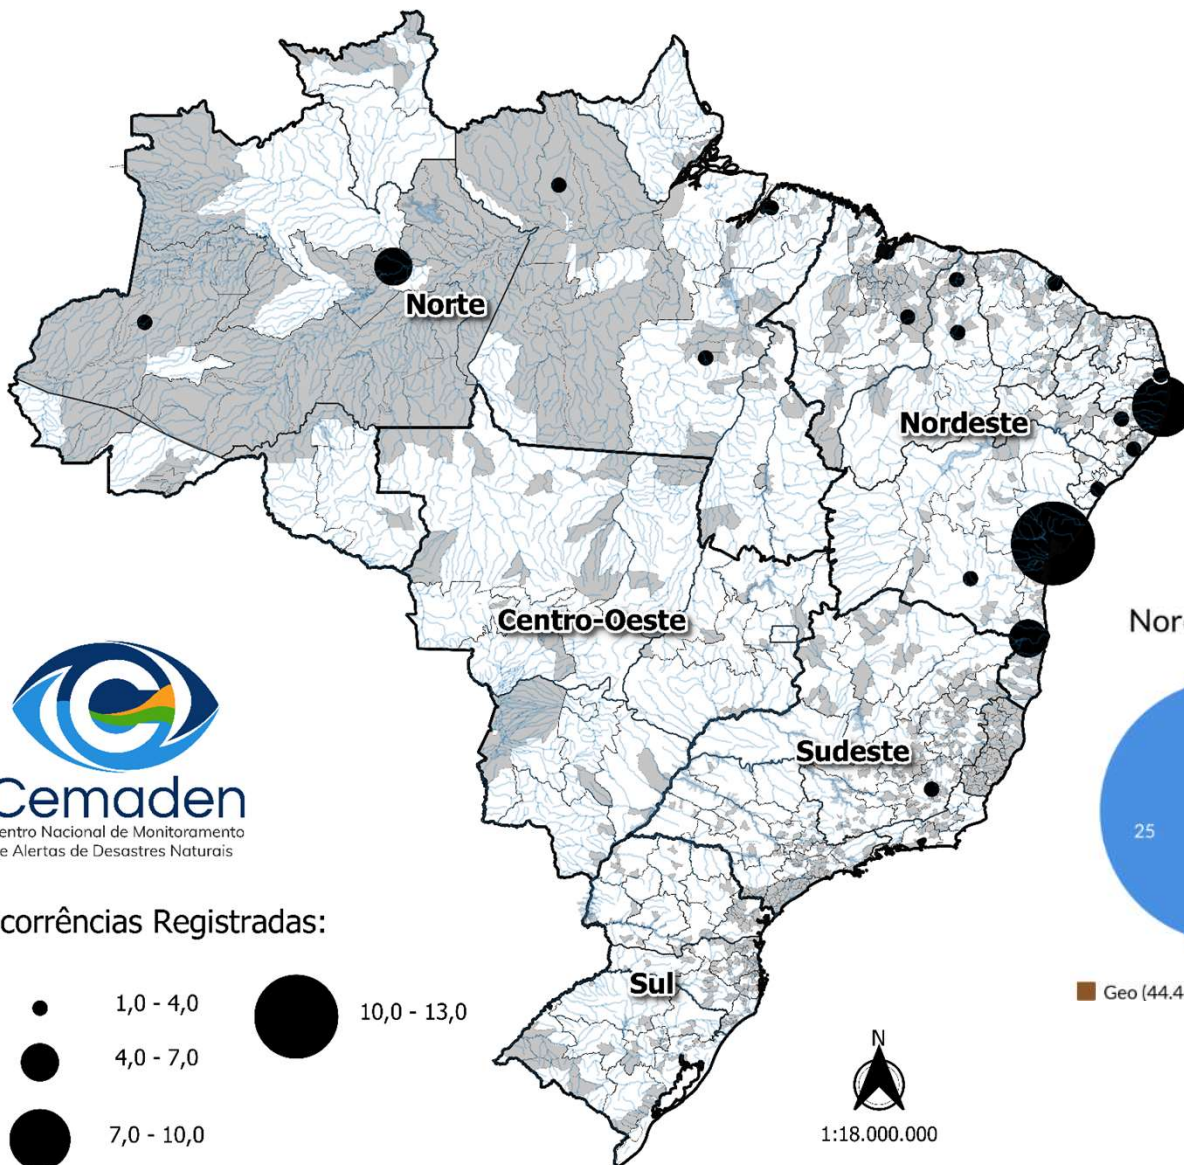 Norte
Nordeste
Centro-Oeste
Sudeste
Sul
Cemaden
entro Nacional de Monitoramento
e Alertas de Desastres Naturais
corrências Registradas:
1,0 - 4,0
4,0 - 7,0
7,0 - 10,0
10,0 - 13,0
N
1:18.000.000
Nor
25
Geo (44.4